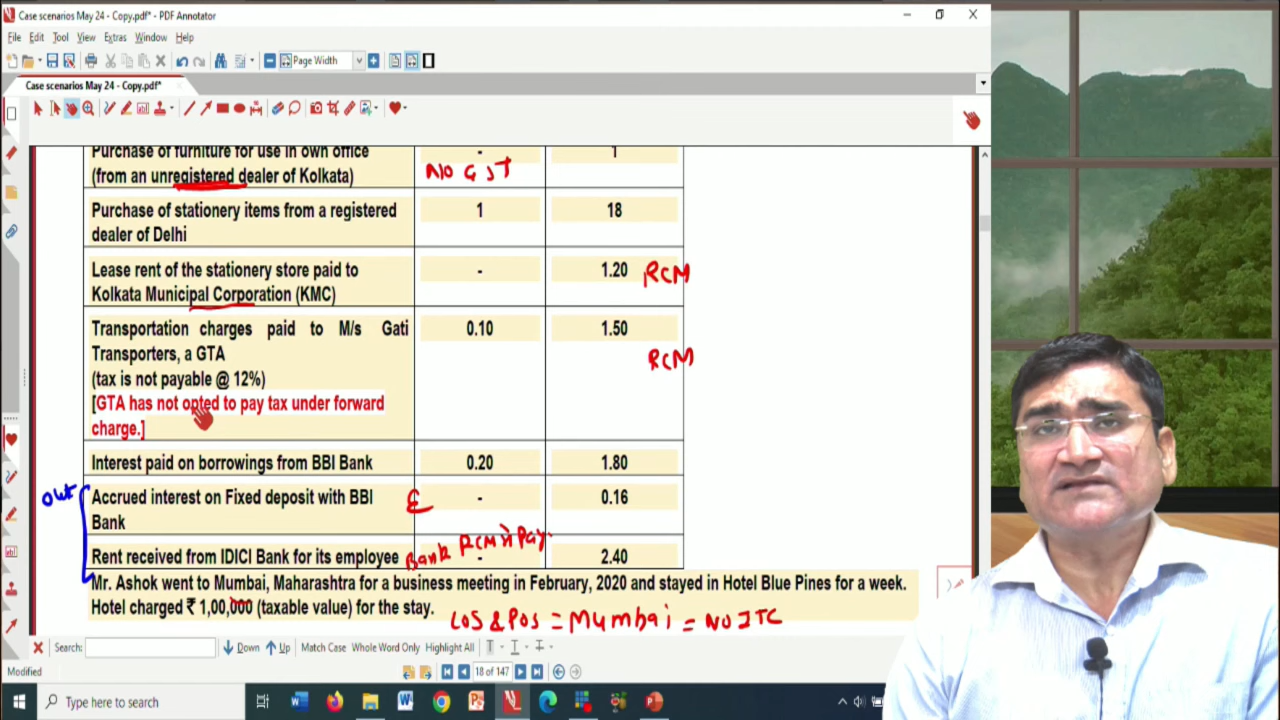 Case scenarios May 24 - Copy.pdf* - PDF Annotator
File Edit Tool View Extras Window Help
Page Width
Case scenarios May 24 - Copy.pdf*
Purchase of furniture for use in own office - 1
(from an unregistered dealer of Kolkata) NO GST
Purchase of stationery items from a registered 1 18
dealer of Delhi
Lease rent of the stationery store paid to - 1.20 RCM
Kolkata Municipal Corporation (KMC)
Transportation charges paid to M/s Gati 0.10 1.50
Transporters, a GTA RCM
(tax is not payable @ 12%)
[GTA has not opted to pay tax under forward
charge.]
Interest paid on borrowings from BBI Bank 0.20 1.80
out Accrued interest on Fixed deposit with BBI E - 0.16
Bank
Rent received from IDICI Bank for its employee Bank RCM Pay. - 2.40
Mr. Ashok went to Mumbai, Maharashtra for a business meeting in February, 2020 and stayed in Hotel Blue Pines for a week.
Hotel charged ₹ 1,00,000 (taxable value) for the stay.
LOS & POS = Mumbai = NO ITC
Search: Down Up Match Case Whole Word Only Highlight All
Modified 18 of 147
Type here to search